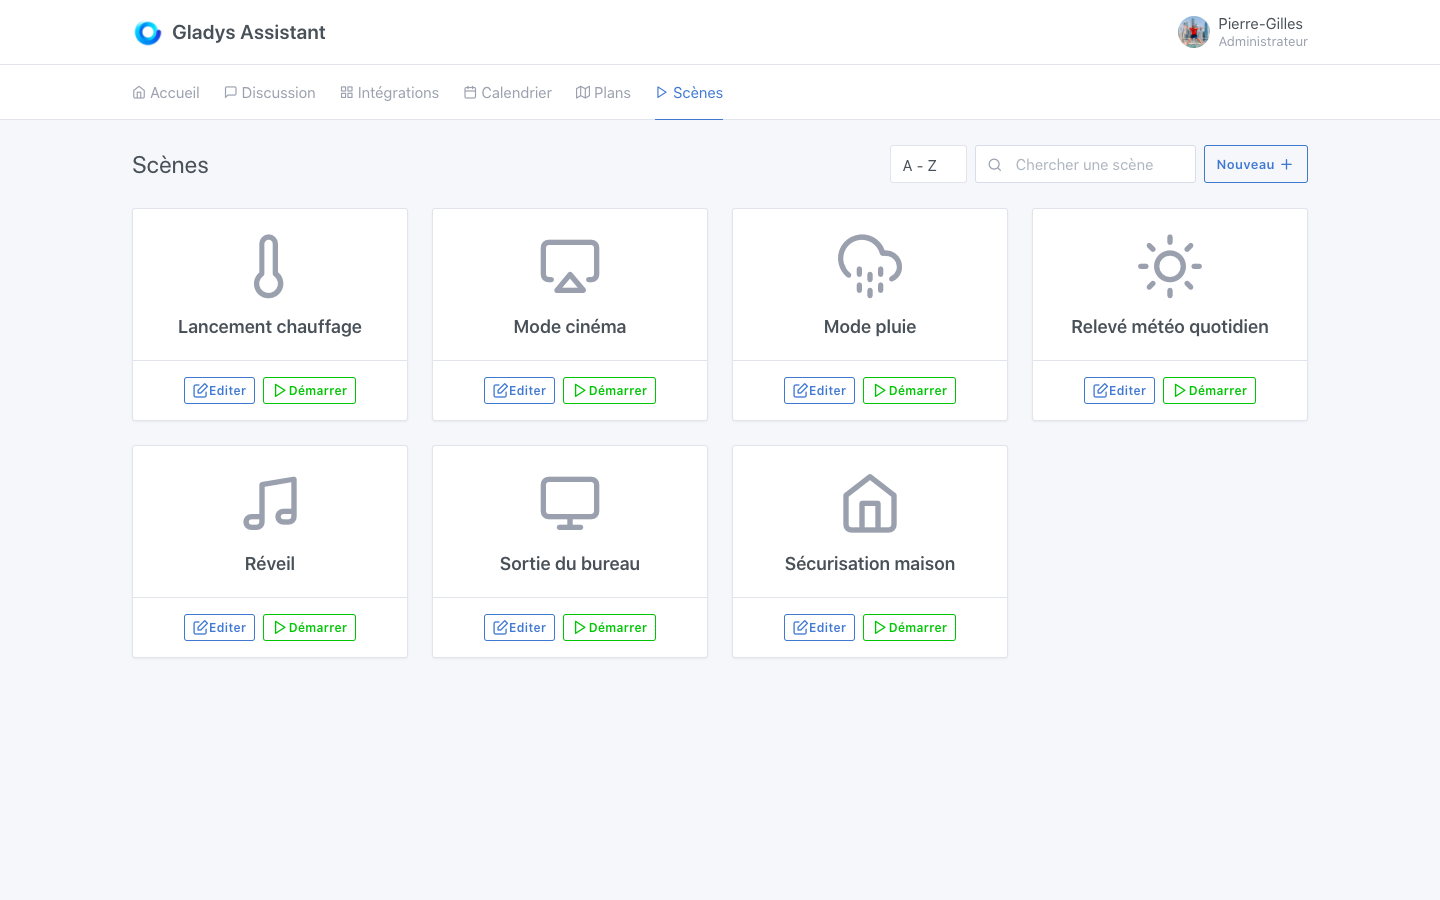 Gladys Assistant
Pierre-Gilles
Administrateur
Accueil
Discussion
Intégrations
Calendrier
Plans
Scènes
Scènes
A - Z
Chercher une scène
Nouveau
Lancement chauffage
Mode cinéma
Mode pluie
Relevé météo quotidien
Editer
Démarrer
Editer
Démarrer
Editer
Démarrer
Editer
Démarrer
Réveil
Sortie du bureau
Sécurisation maison
Editer
Démarrer
Editer
Démarrer
Editer
Démarrer